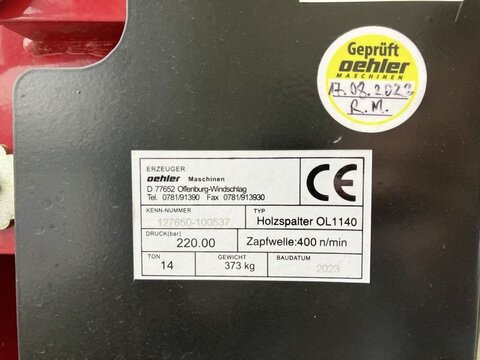 Geprüft
oehler
MASCHINEN
17.08.2023
R.M.
ERZEUGER
oehler Maschinen
D 77652 Offenburg-Windschlag
Tel. 0781/91390 Fax 0781/913930
CE
KENN-NUMMER TYP
127650-100537 Holzspalter OL1140
DRUCK(bar)
220.00 Zapfwelle:400 n/min
TON GEWICHT BAUDATUM
14 373 kg 2023